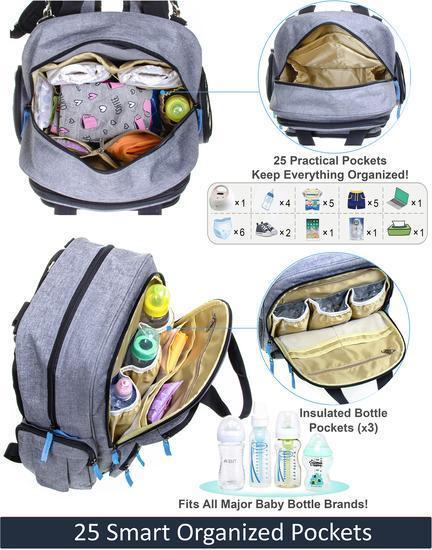 25 Practical Pockets
Keep Everything Organized!
×1 ×4 ×5 ×5 ×1
×6 ×2 ×1 ×1 ×1
Insulated Bottle
Pockets (x3)
AVENT
Fits All Major Baby Bottle Brands!
25 Smart Organized Pockets